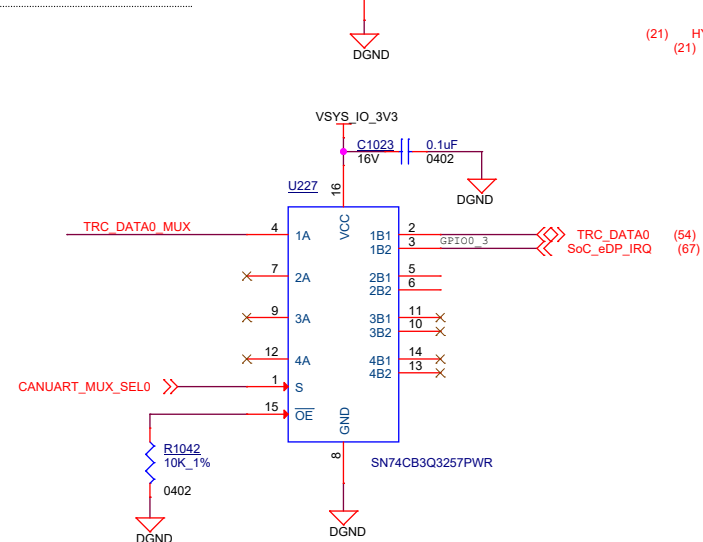 (21) H
DGND
(21)
VSYS_IO_3V3
C1023 0.1uF
16V 0402
U227
16
DGND
VCC
TRC_DATA0_MUX 4 1A 1B1 2 TRC_DATA0 (54)
1B2 3 GPIO0_3 SoC_eDP_IRQ (67)
7 2A 2B1 5
2B2 6
9 3A 3B1 11
3B2 10
12 4A 4B1 14
4B2 13
CANUART_MUX_SEL0 1 S
15 OE
GND
R1042
10K_1%
8
SN74CB3Q3257PWR
0402
DGND
DGND